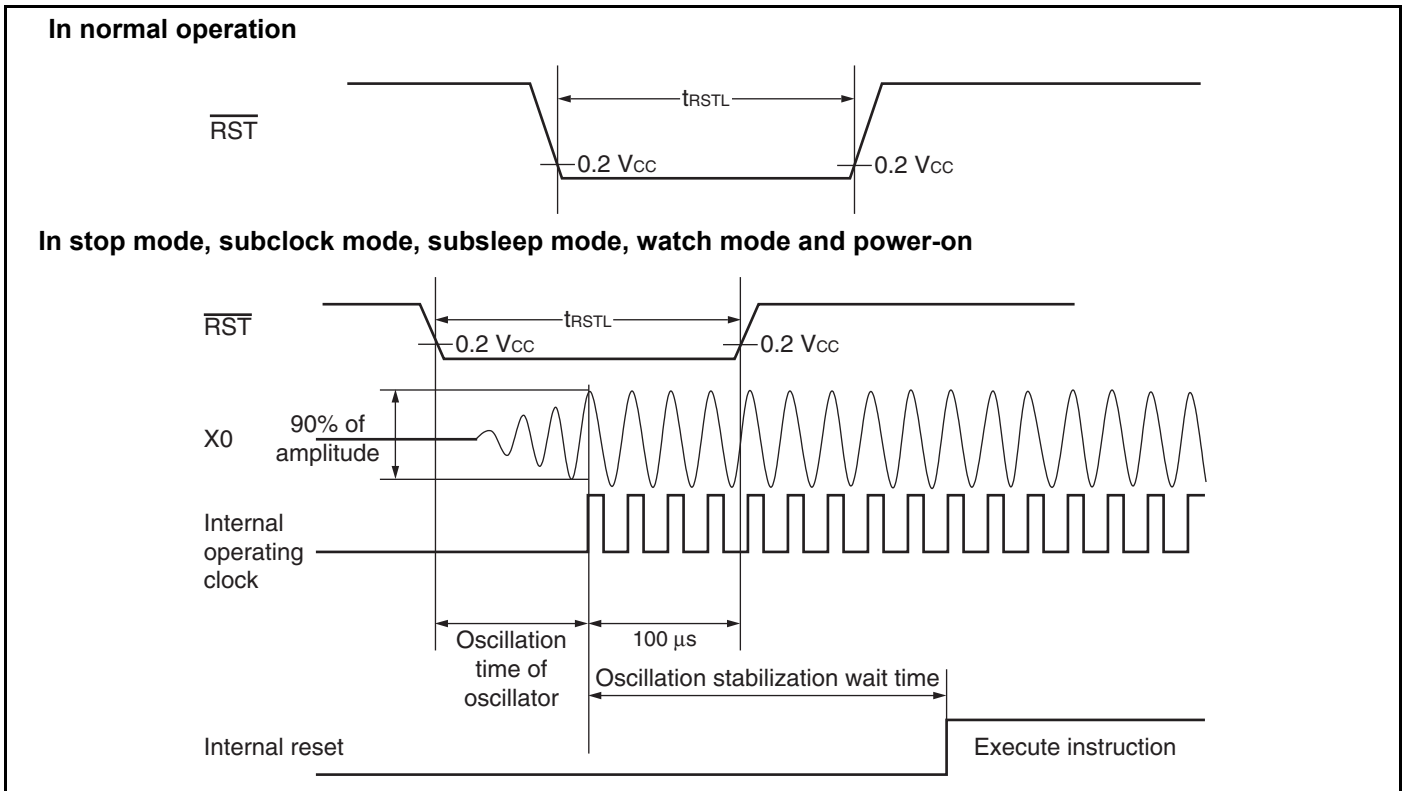 In normal operation
tRSTL
RST
0.2 VCC
0.2 VCC
In stop mode, subclock mode, subsleep mode, watch mode and power-on
RST
tRSTL
0.2 VCC
0.2 VCC
X0
90% of
amplitude
Internal
operating
clock
Oscillation
time of
oscillator
100 μs
Oscillation stabilization wait time
Internal reset
Execute instruction